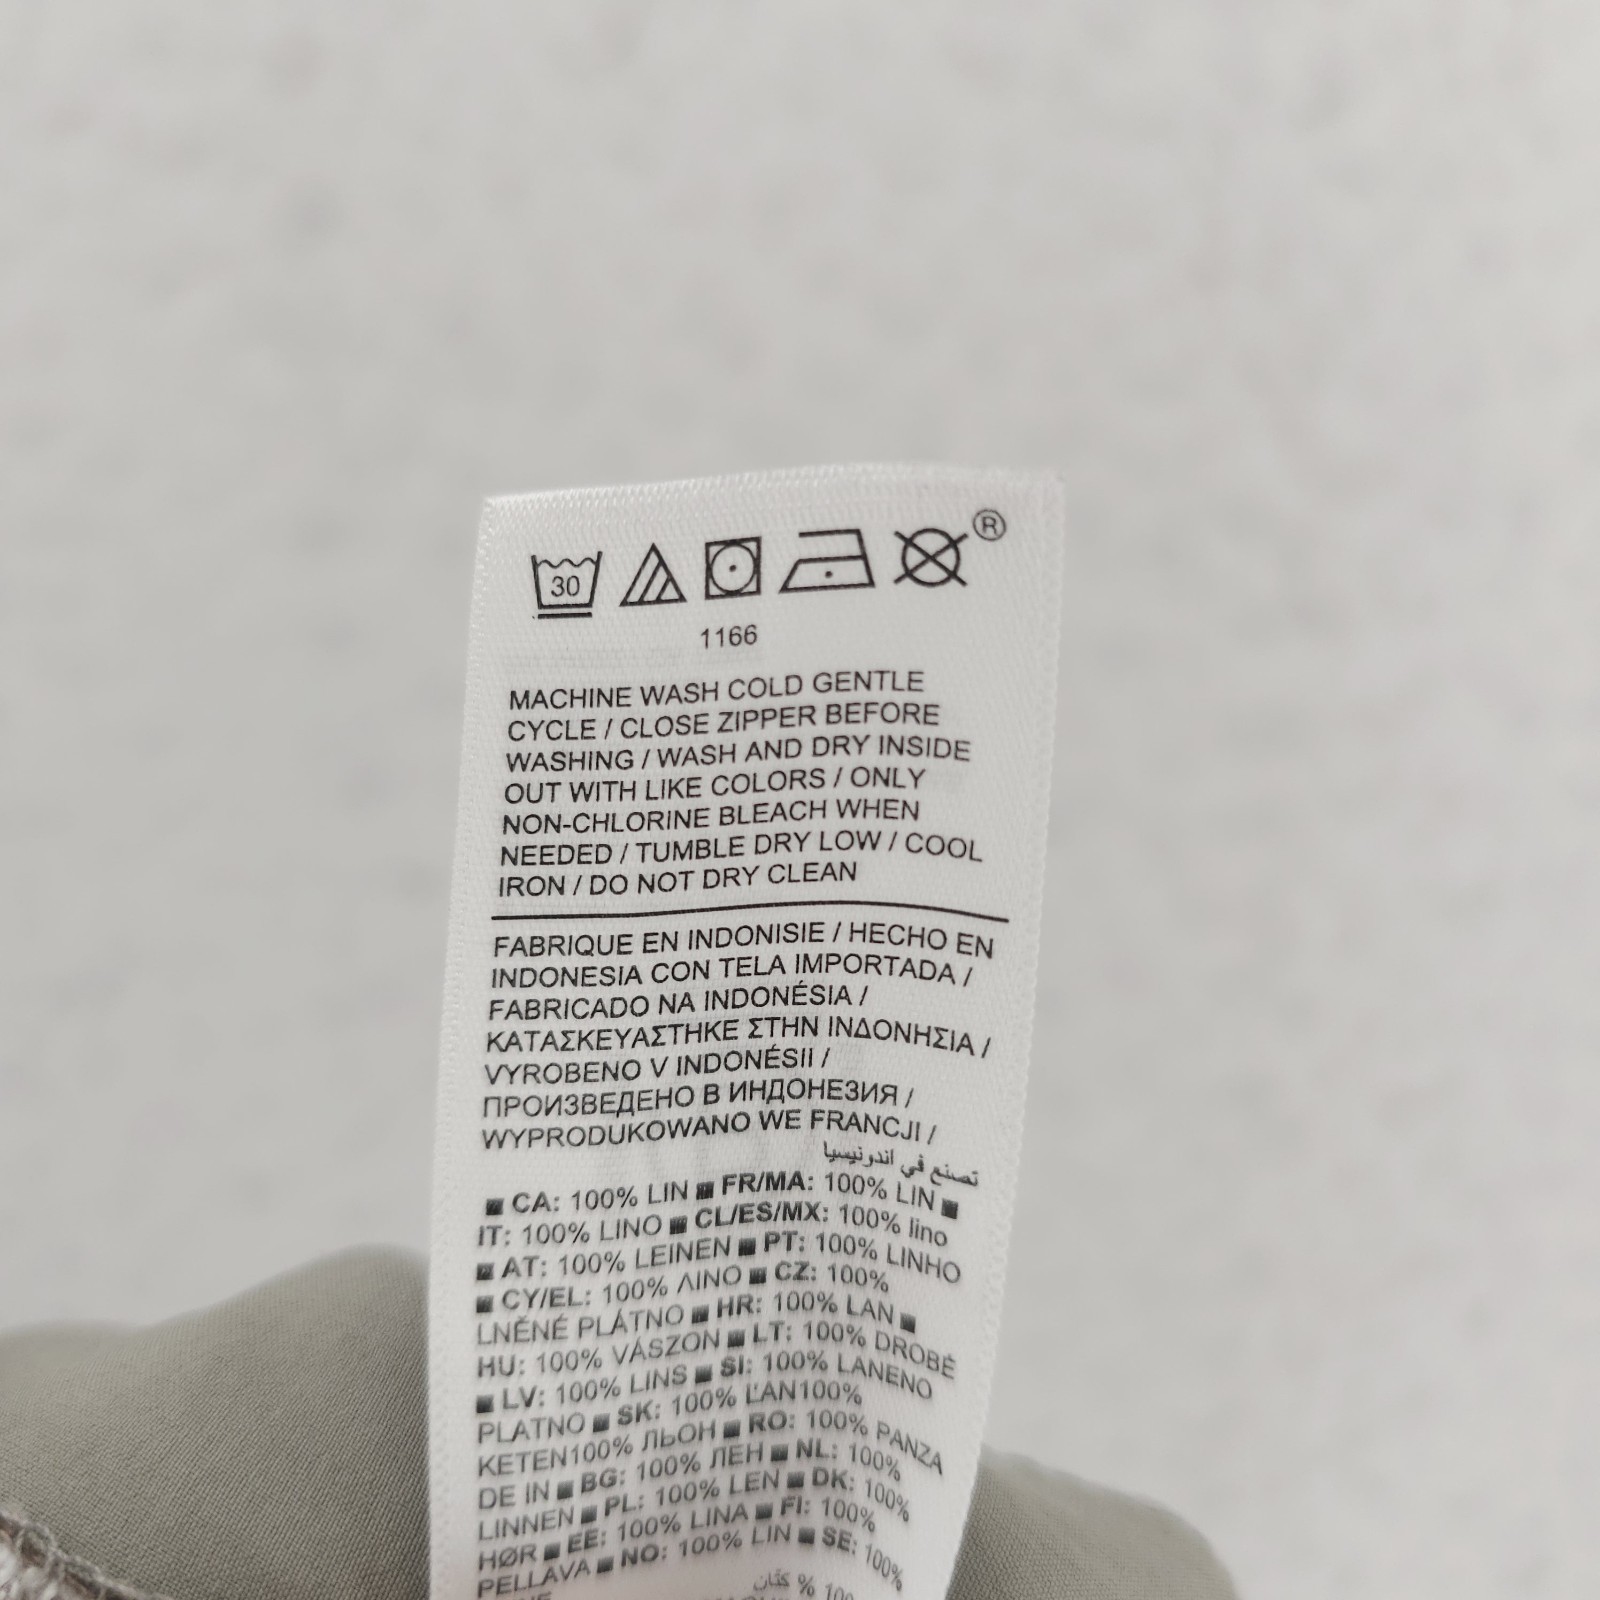 30 ®
1166
MACHINE WASH COLD GENTLE
CYCLE / CLOSE ZIPPER BEFORE
WASHING / WASH AND DRY INSIDE
OUT WITH LIKE COLORS / ONLY
NON-CHLORINE BLEACH WHEN
NEEDED / TUMBLE DRY LOW / COOL
IRON / DO NOT DRY CLEAN
FABRIQUE EN INDONISIE / HECHO EN
INDONESIA CON TELA IMPORTADA /
FABRICADO NA INDONÉSIA /
ΚΑΤΑΣΚΕΥΑΣΤΗΚΕ ΣΤΗΝ ΙΝΔΟΝΗΣΙΑ /
VYROBENO V INDONÉSII /
ПРОИЗВЕДЕНО В ИНДОНЕЗИЯ /
WYPRODUKOWANO WE FRANCJI /
تصنع في اندونيسيا
■ CA: 100% LIN ■ FR/MA: 100% LIN ■
IT: 100% LINO ■ CL/ES/MX: 100% lino
■ AT: 100% LEINEN ■ PT: 100% LINHO
■ CY/EL: 100% ΛΙΝΟ ■ CZ: 100%
LNĚNÉ PLÁTNO ■ HR: 100% LAN ■
HU: 100% VÁSZON ■ LT: 100% DROBĖ
■ LV: 100% LINS ■ SI: 100% LANENO
PLATNO ■ SK: 100% ĽAN100%
KETEN100% ЛЬОН ■ RO: 100% PANZA
DE IN ■ BG: 100% ЛЕН ■ NL: 100%
LINNEN ■ PL: 100% LEN ■ DK: 100%
HØR ■ EE: 100% LINA ■ FI: 100%
PELLAVA ■ NO: 100% LIN ■ SE: 100%
كتان %